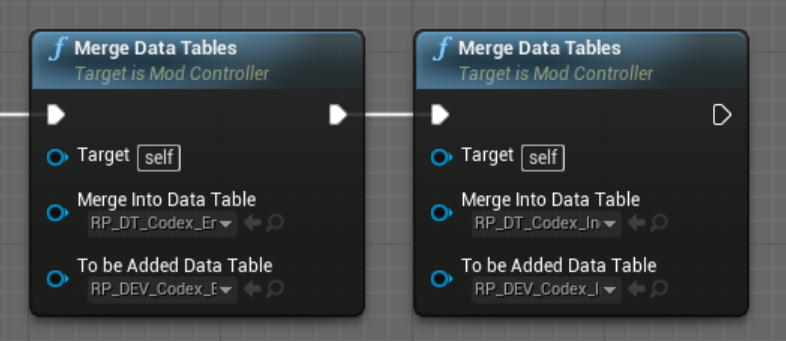 Merge Data Tables
Target is Mod Controller
Target self
Merge Into Data Table
RP_DT_Codex_Er
To be Added Data Table
RP_DEV_Codex_E
Merge Data Tables
Target is Mod Controller
Target self
Merge Into Data Table
RP_DT_Codex_In
To be Added Data Table
RP_DEV_Codex_I